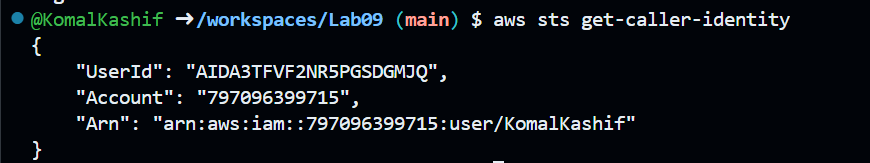 @KomalKashif ➜/workspaces/Lab09 (main) $ aws sts get-caller-identity
{
    "UserId": "AIDA3TFVF2NR5PGSDGMJQ",
    "Account": "797096399715",
    "Arn": "arn:aws:iam::797096399715:user/KomalKashif"
}